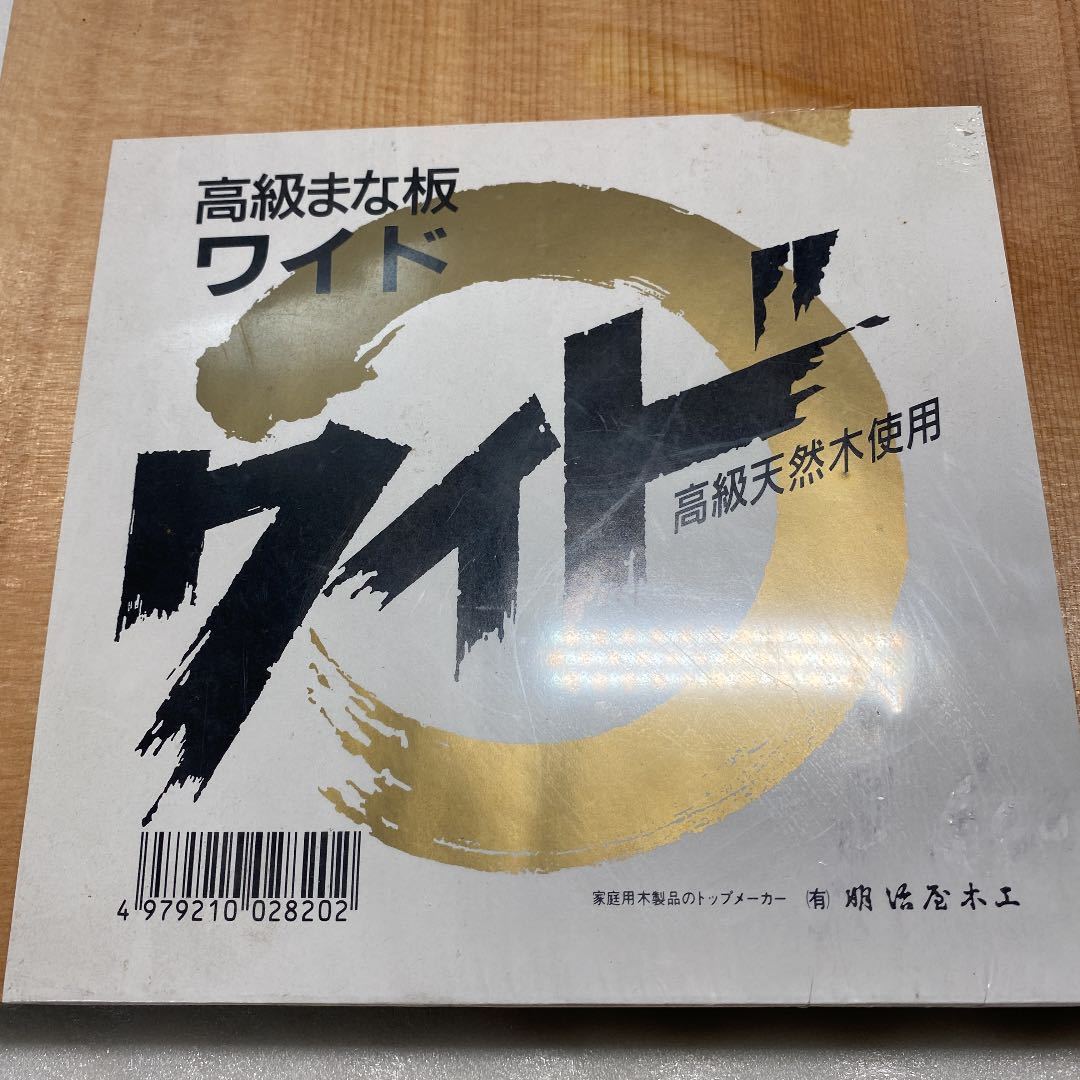 高級まな板
ワイド
ワイド
高級天然木使用
4 979210 028202
家庭用木製品のトップメーカー ㈲ 明治屋木工